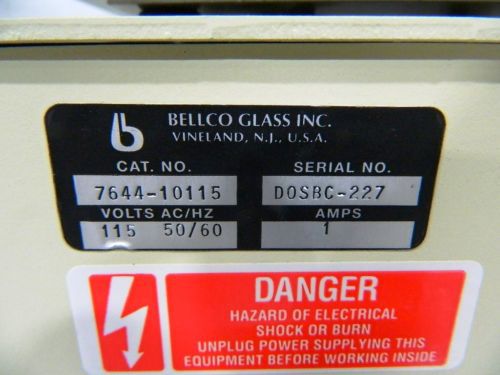 BELLCO GLASS INC.
VINELAND, N.J., U.S.A.
CAT. NO. SERIAL NO.
7644-10115 DOSBC-227
VOLTS AC/HZ AMPS
115 50/60 1
DANGER
HAZARD OF ELECTRICAL
SHOCK OR BURN
UNPLUG POWER SUPPLYING THIS
EQUIPMENT BEFORE WORKING INSIDE